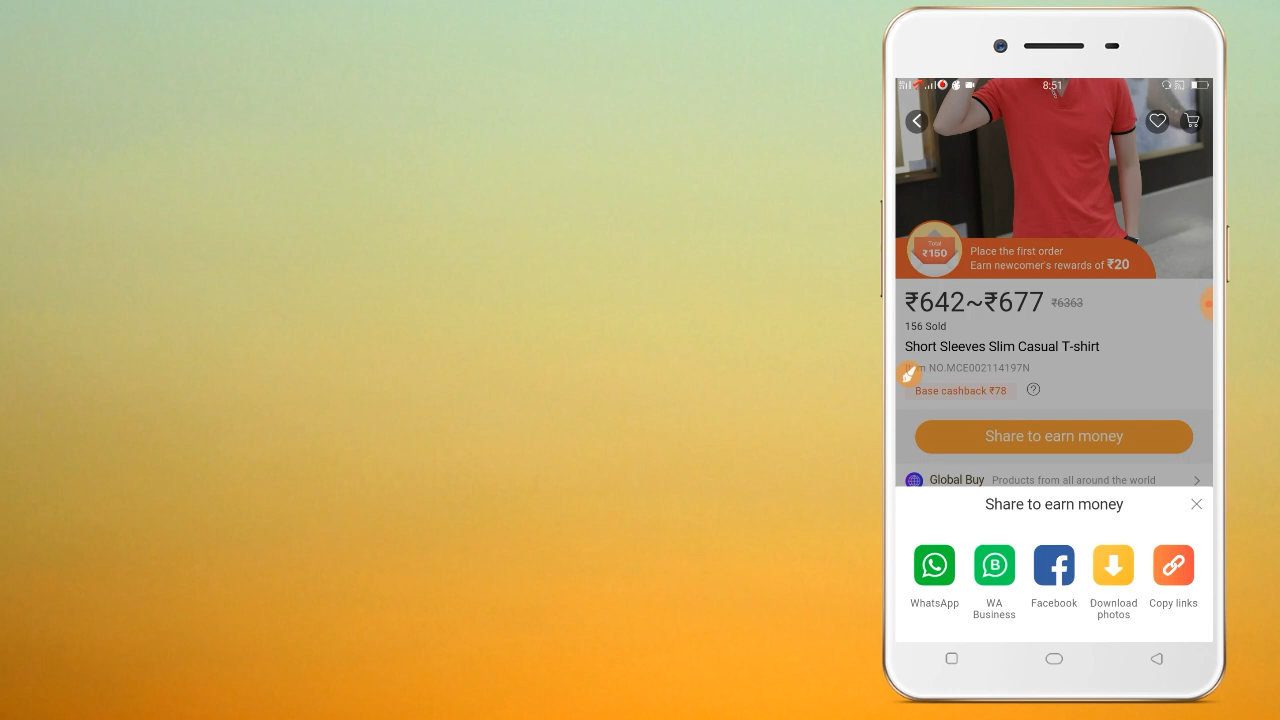 8:51
Total
₹150
Place the first order
Earn newcomer's rewards of ₹20
₹642~₹677 ₹6363
156 Sold
Short Sleeves Slim Casual T-shirt
NO.MCE002114197N
Base cashback ₹78
Share to earn money
Global Buy Products from all around the world
Share to earn money
B
WhatsApp
WA
Business
Facebook
Download
photos
Copy links